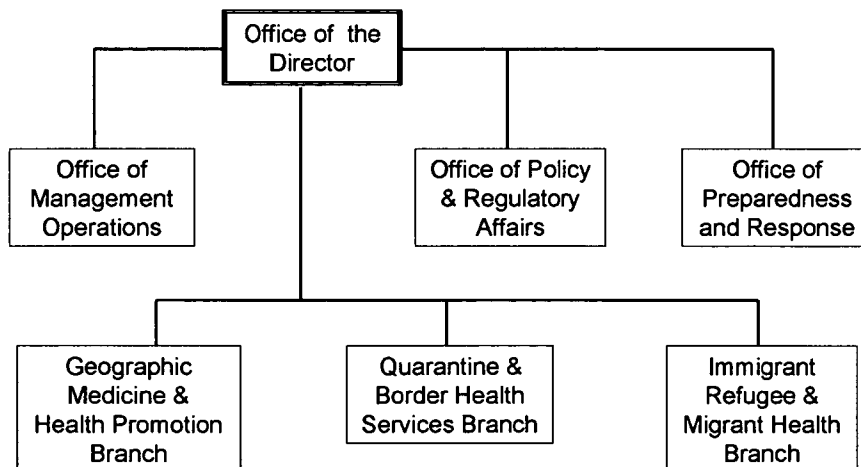 Office of the
Director
Office of
Management
Operations
Office of Policy
& Regulatory
Affairs
Office of
Preparedness
and Response
Geographic
Medicine &
Health Promotion
Branch
Quarantine &
Border Health
Services Branch
Immigrant
Refugee &
Migrant Health
Branch